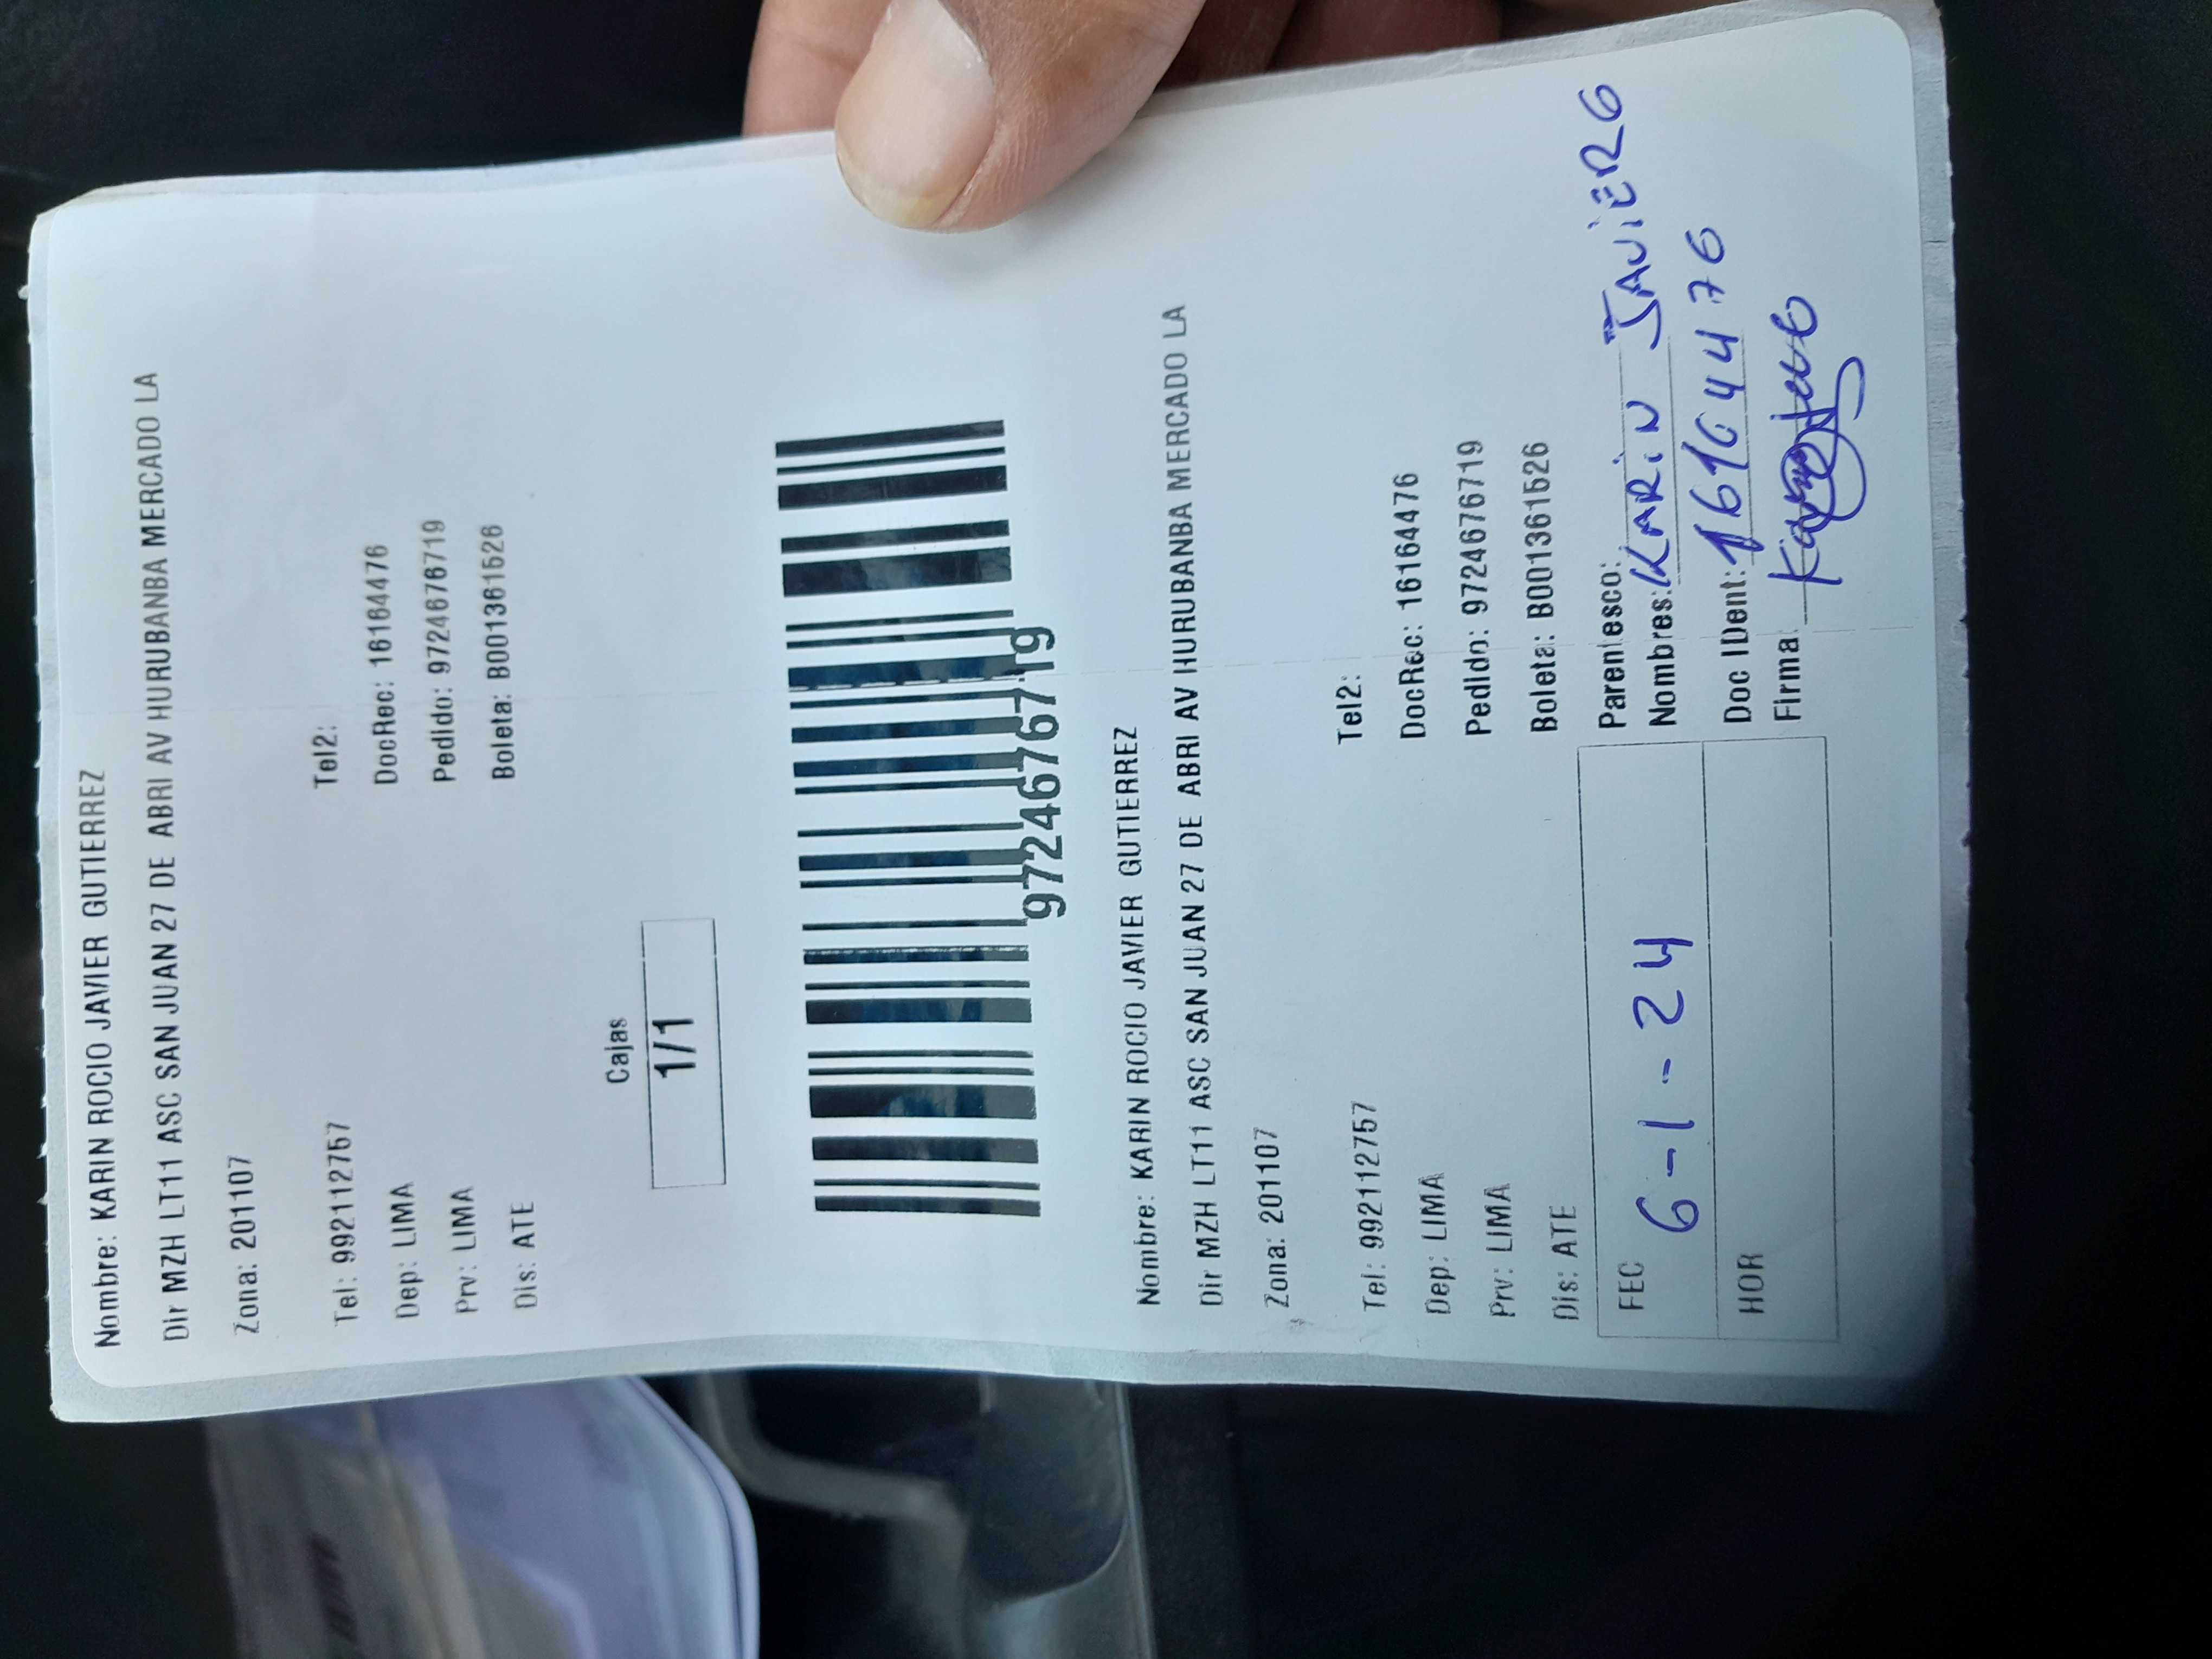 Nombre: KARIN ROCIO JAVIER GUTIERREZ
Dir MZH LT11 ASC SAN JUAN 27 DE ABRI AV HURUBANBA MERCADO LA
Zona: 201107
Tel: 992112757 Tel2:
Dep: LIMA DocRec: 16164476
Prv: LIMA Pedido: 9724676719
Dis: ATE Boleta: B001361526
Cajas
1/1
9724676719
Nombre: KARIN ROCIO JAVIER GUTIERREZ
Dir MZH LT11 ASC SAN JUAN 27 DE ABRI AV HURUBANBA MERCADO LA
Zona: 201107
Tel: 992112757 Tel2:
Dep: LIMA DocRec: 16164476
Prv: LIMA Pedido: 9724676719
Dis: ATE Boleta: B001361526
FEC 6-1-24 Parentesco:
Nombres: KARIN JAVIER G
HOR Doc IDent: 16164476
Firma: